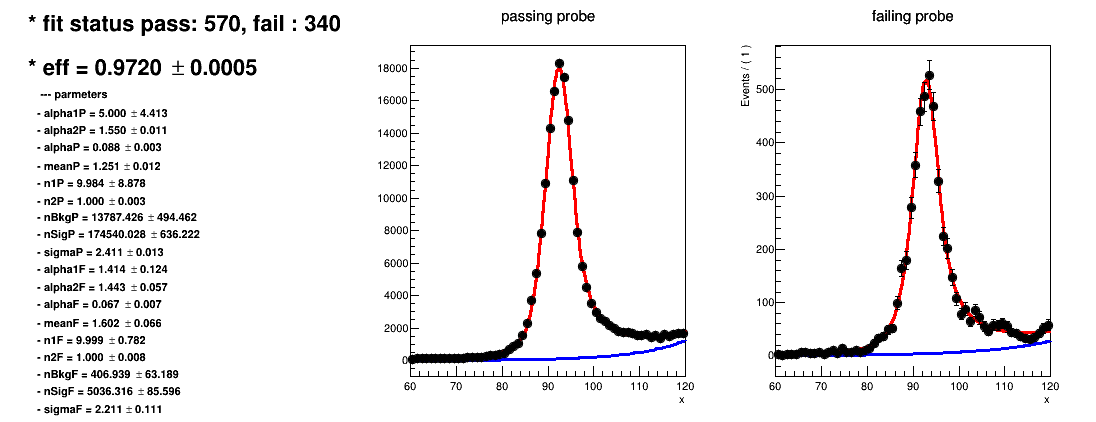 * fit status pass: 570, fail : 340
* eff = 0.9720 ± 0.0005
--- parmeters
- alpha1P = 5.000 ± 4.413
- alpha2P = 1.550 ± 0.011
- alphaP = 0.088 ± 0.003
- meanP = 1.251 ± 0.012
- n1P = 9.984 ± 8.878
- n2P = 1.000 ± 0.003
- nBkgP = 13787.426 ± 494.462
- nSigP = 174540.028 ± 636.222
- sigmaP = 2.411 ± 0.013
- alpha1F = 1.414 ± 0.124
- alpha2F = 1.443 ± 0.057
- alphaF = 0.067 ± 0.007
- meanF = 1.602 ± 0.066
- n1F = 9.999 ± 0.782
- n2F = 1.000 ± 0.008
- nBkgF = 406.939 ± 63.189
- nSigF = 5036.316 ± 85.596
- sigmaF = 2.211 ± 0.111
passing probe
18000
16000
14000
12000
10000
8000
6000
4000
2000
0
60 70 80 90 100 110 120
x
failing probe
Events / ( 1 )
500
400
300
200
100
0
60 70 80 90 100 110 120
x